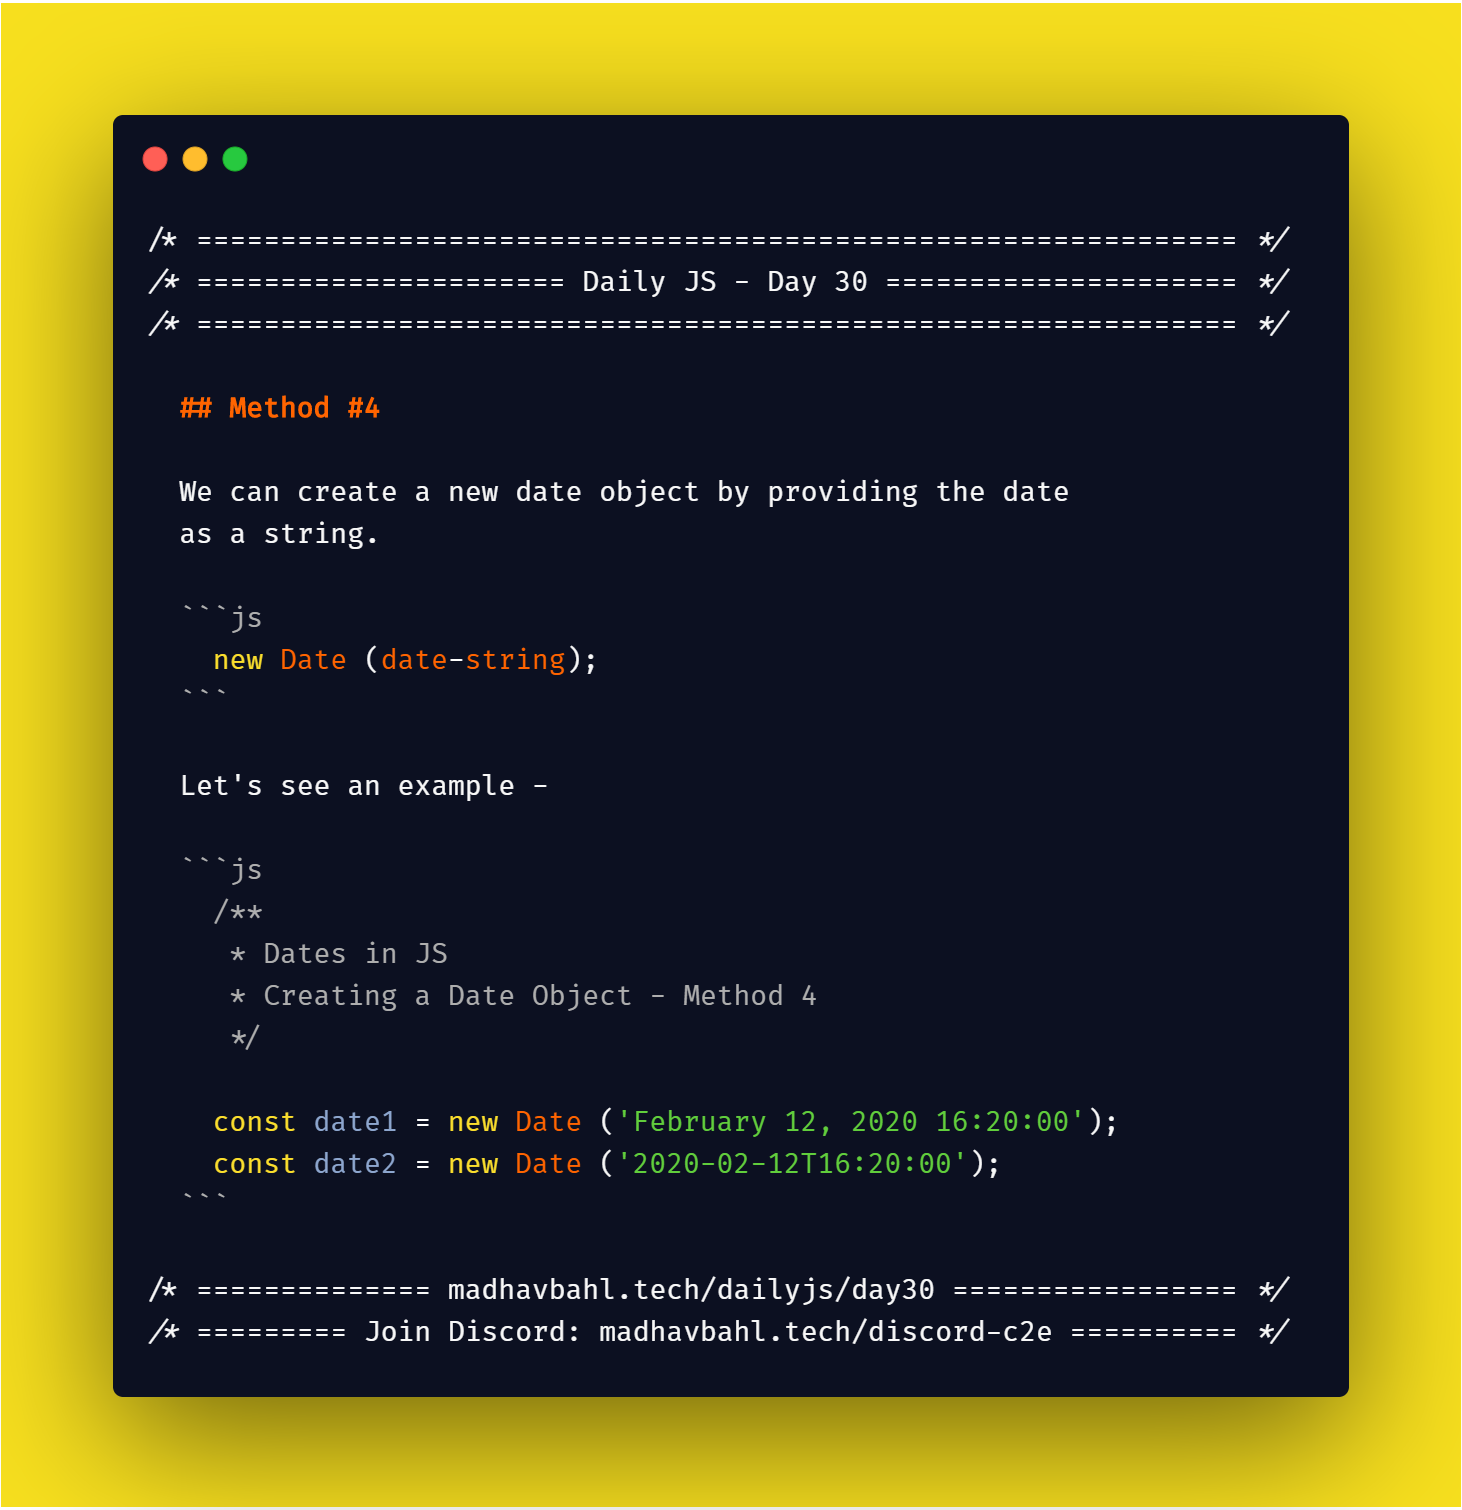 /* ============================================================== */
/* ====================== Daily JS - Day 30 ===================== */
/* ============================================================== */
## Method #4
We can create a new date object by providing the date
as a string.
```js
new Date (date-string);
```
Let's see an example -
```js
/**
* Dates in JS
* Creating a Date Object - Method 4
*/
const date1 = new Date ('February 12, 2020 16:20:00');
const date2 = new Date ('2020-02-12T16:20:00');
```
/* ============== madhavbahl.tech/dailyjs/day30 ================= */
/* ========= Join Discord: madhavbahl.tech/discord-c2e ========== */